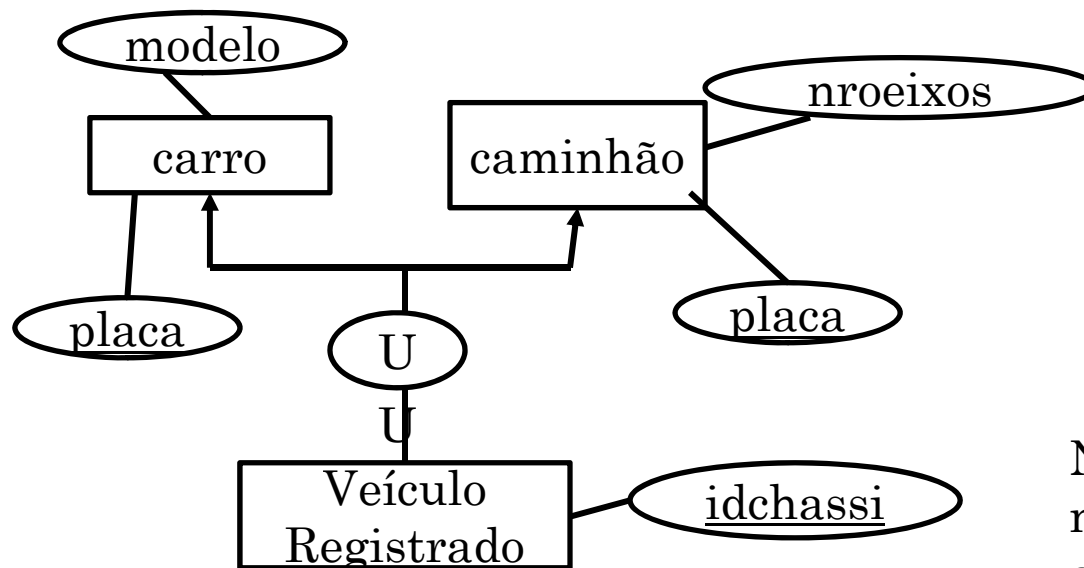 modelo
nroeixos
carro
caminhão
placa
placa
U
U
Veículo
Registrado
idchassi